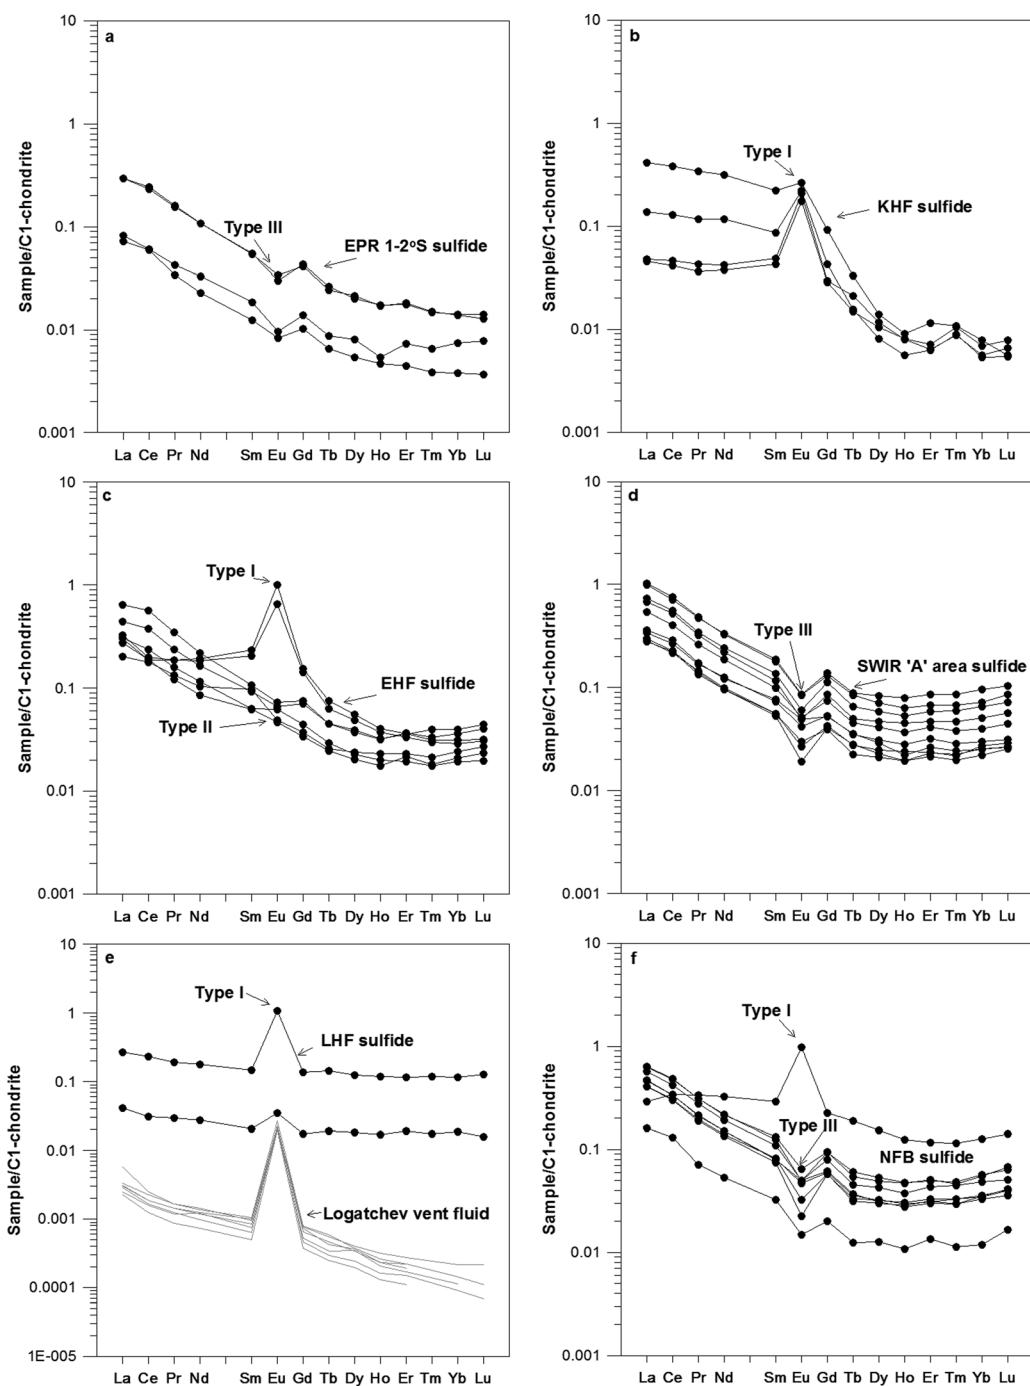 a
10
1
0.1
0.01
0.001
Sample/C1-chondrite
Type III
EPR 1-2ºS sulfide
La Ce Pr Nd Sm Eu Gd Tb Dy Ho Er Tm Yb Lu
b
10
1
0.1
0.01
0.001
Sample/C1-chondrite
Type I
KHF sulfide
La Ce Pr Nd Sm Eu Gd Tb Dy Ho Er Tm Yb Lu
c
10
1
0.1
0.01
0.001
Sample/C1-chondrite
Type I
EHF sulfide
Type II
La Ce Pr Nd Sm Eu Gd Tb Dy Ho Er Tm Yb Lu
d
10
1
0.1
0.01
0.001
Sample/C1-chondrite
Type III
SWIR 'A' area sulfide
La Ce Pr Nd Sm Eu Gd Tb Dy Ho Er Tm Yb Lu
e
10
1
0.1
0.01
0.001
0.0001
1E-005
Sample/C1-chondrite
Type I
LHF sulfide
Logatchev vent fluid
La Ce Pr Nd Sm Eu Gd Tb Dy Ho Er Tm Yb Lu
f
10
1
0.1
0.01
0.001
Sample/C1-chondrite
Type I
Type III
NFB sulfide
La Ce Pr Nd Sm Eu Gd Tb Dy Ho Er Tm Yb Lu